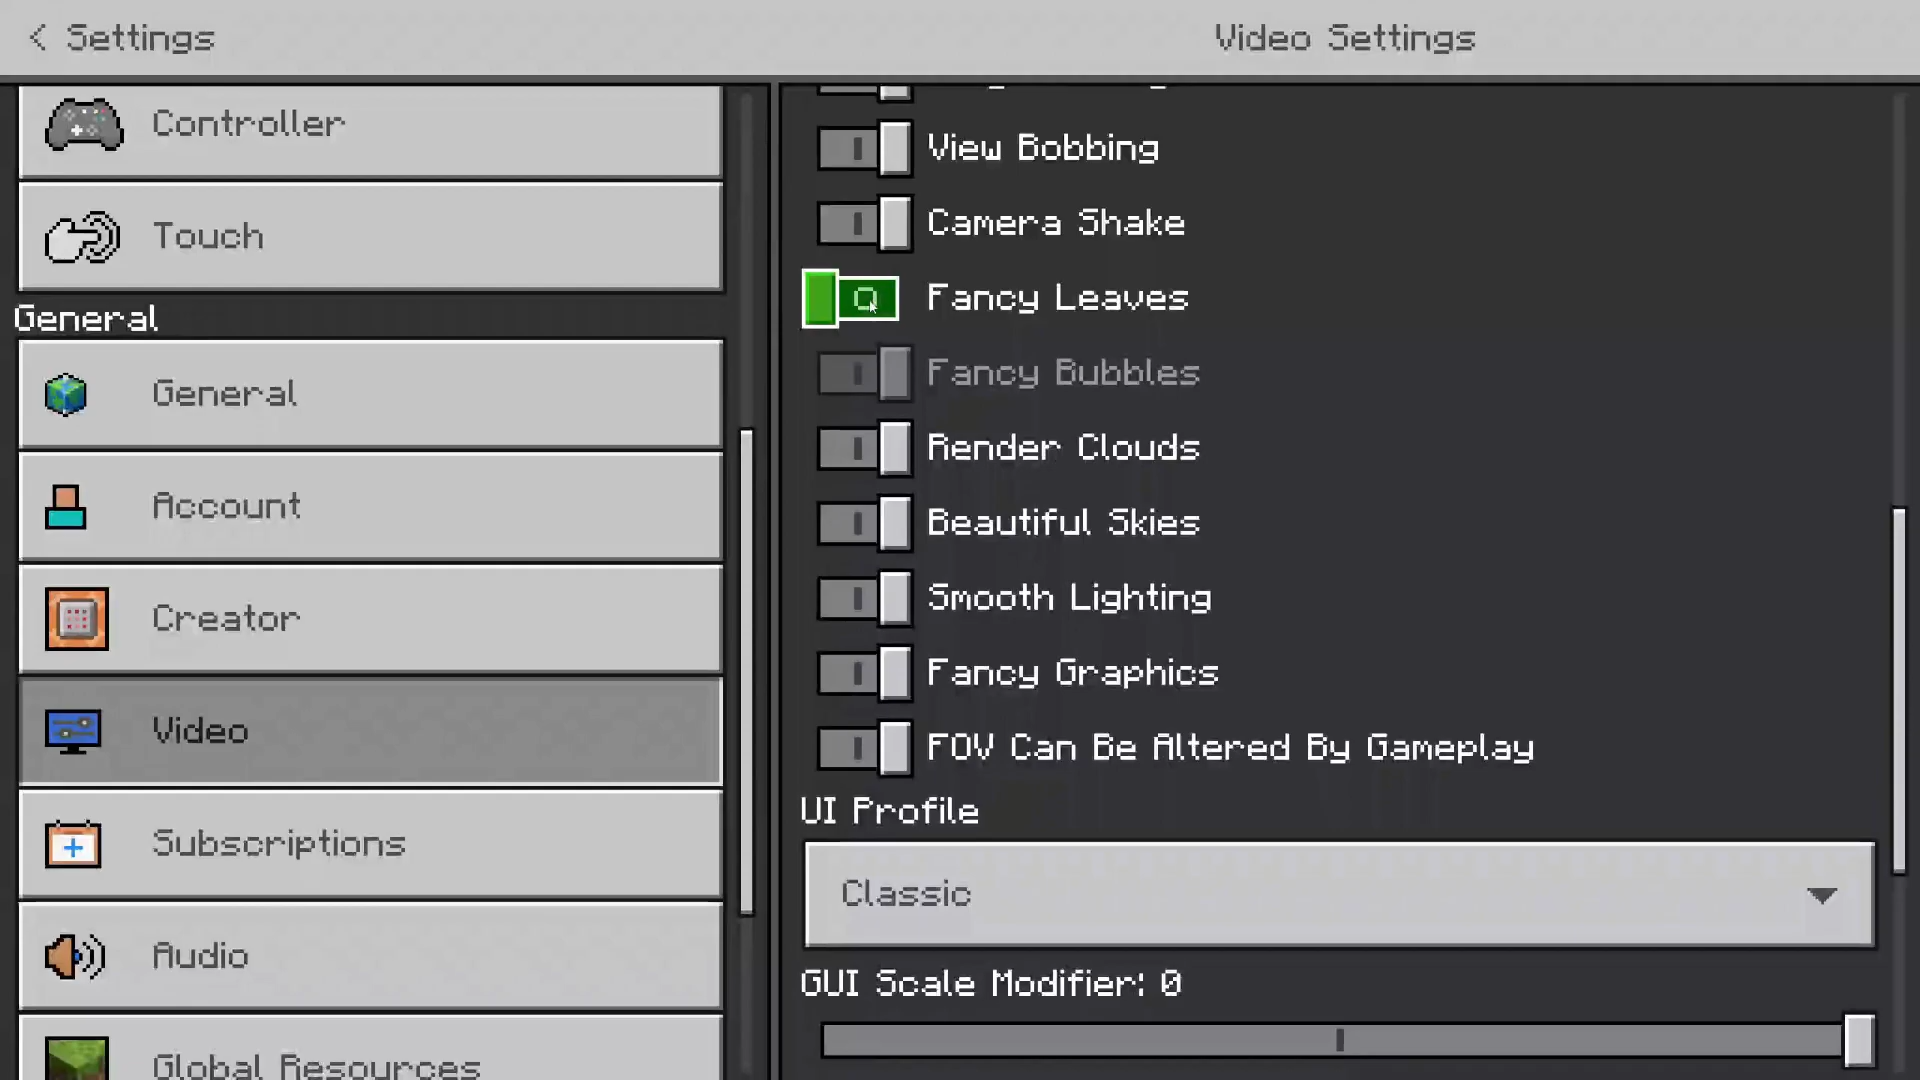 Settings
Video Settings
Controller
Touch
General
General
Account
Creator
Video
Subscriptions
Audio
Global Resources
View Bobbing
Camera Shake
Fancy Leaves
Fancy Bubbles
Render Clouds
Beautiful Skies
Smooth Lighting
Fancy Graphics
FOV Can Be Altered By Gameplay
UI Profile
Classic
GUI Scale Modifier: 0